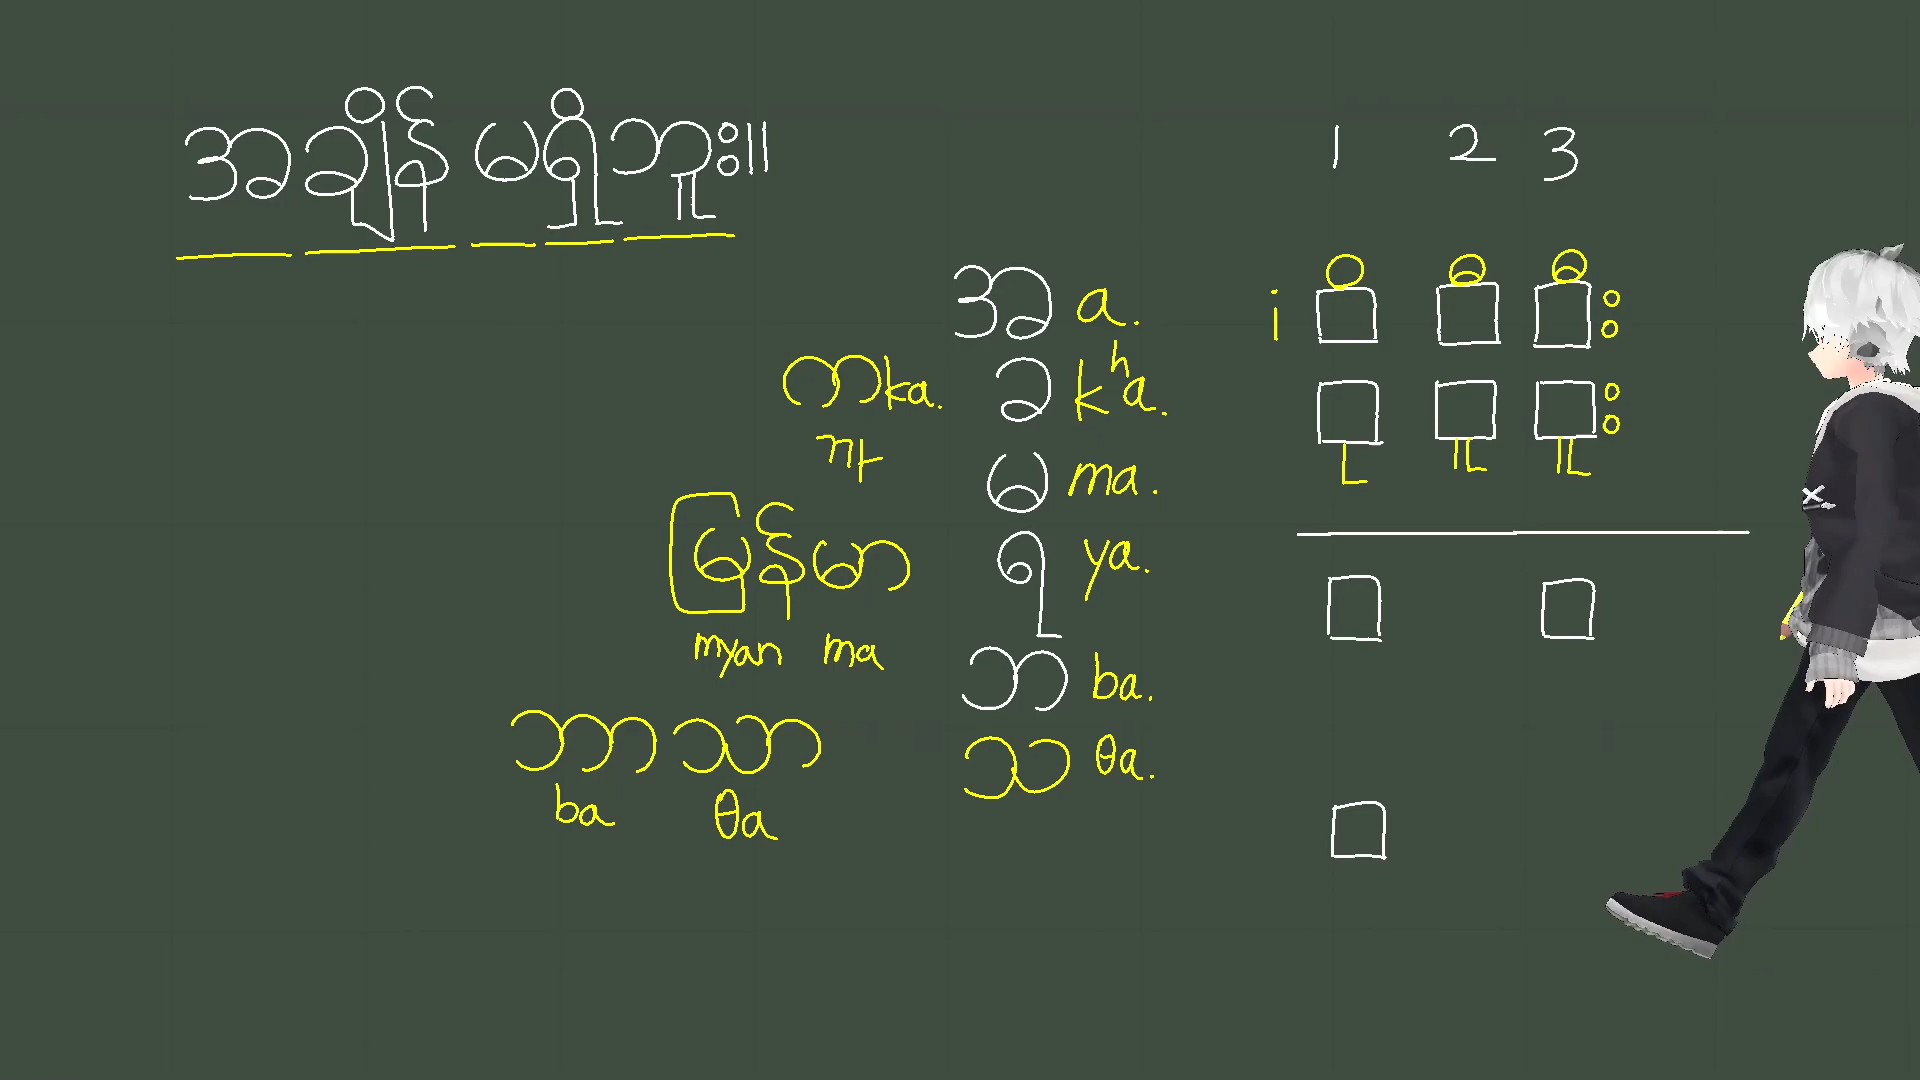 အချိန် မရှိဘူး။
1 2 3
အ a.
i
က ka. ခ kʰa.
カ
မ ma.
မြန်မာ
ရ ya.
myan ma
ဘ ba.
ဘာသာ
သ θa.
ba θa